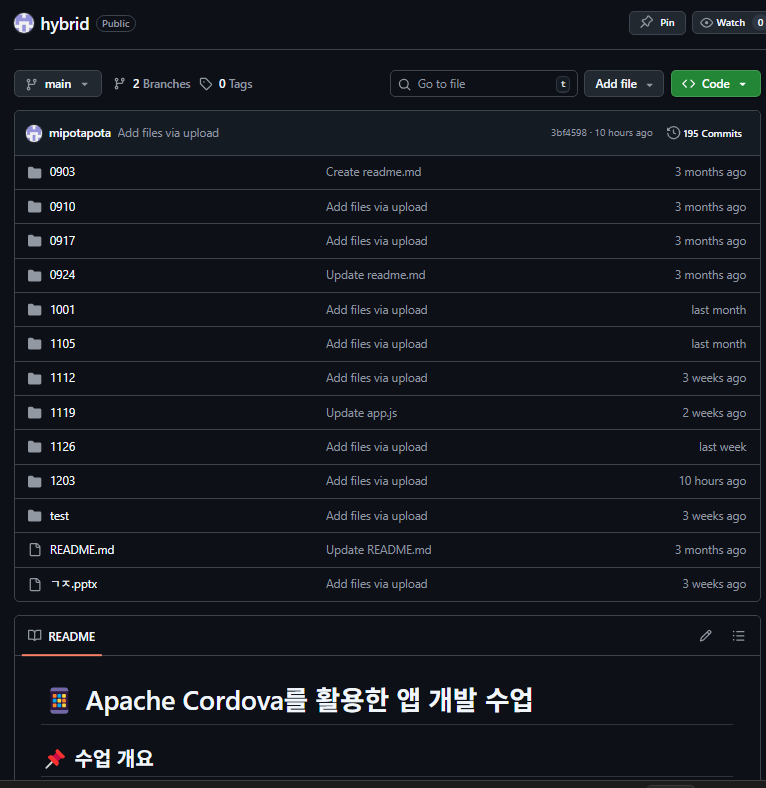 hybrid Public Pin Watch 0
main 2 Branches 0 Tags Go to file t Add file Code
mipotapota Add files via upload 3bf4598 · 10 hours ago 195 Commits
0903 Create readme.md 3 months ago
0910 Add files via upload 3 months ago
0917 Add files via upload 3 months ago
0924 Update readme.md 3 months ago
1001 Add files via upload last month
1105 Add files via upload last month
1112 Add files via upload 3 weeks ago
1119 Update app.js 2 weeks ago
1126 Add files via upload last week
1203 Add files via upload 10 hours ago
test Add files via upload 3 weeks ago
README.md Update README.md 3 months ago
ㄱㅈ.pptx Add files via upload 3 weeks ago
README
Apache Cordova를 활용한 앱 개발 수업
수업 개요